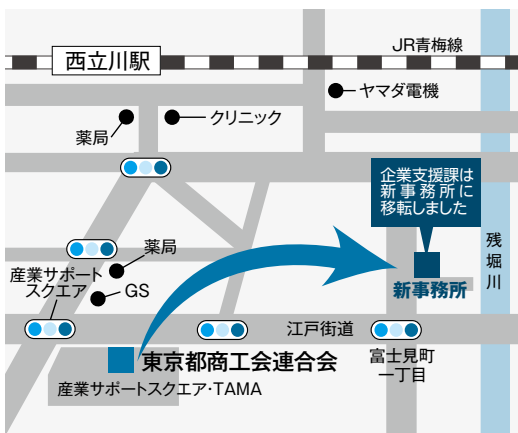 JR青梅線
西立川駅
ヤマダ電機
クリニック
薬局
企業支援課は
新事務所に
移転しました
残堀川
薬局
産業サポート
スクエア
GS
新事務所
江戸街道
富士見町
一丁目
東京都商工会連合会
産業サポートスクエア・TAMA